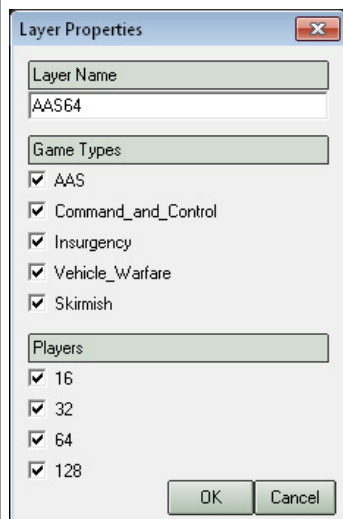 Layer Properties
Layer Name
AAS64
Game Types
AAS
Command_and_Control
Insurgency
Vehicle_Warfare
Skirmish
Players
16
32
64
128
OK Cancel